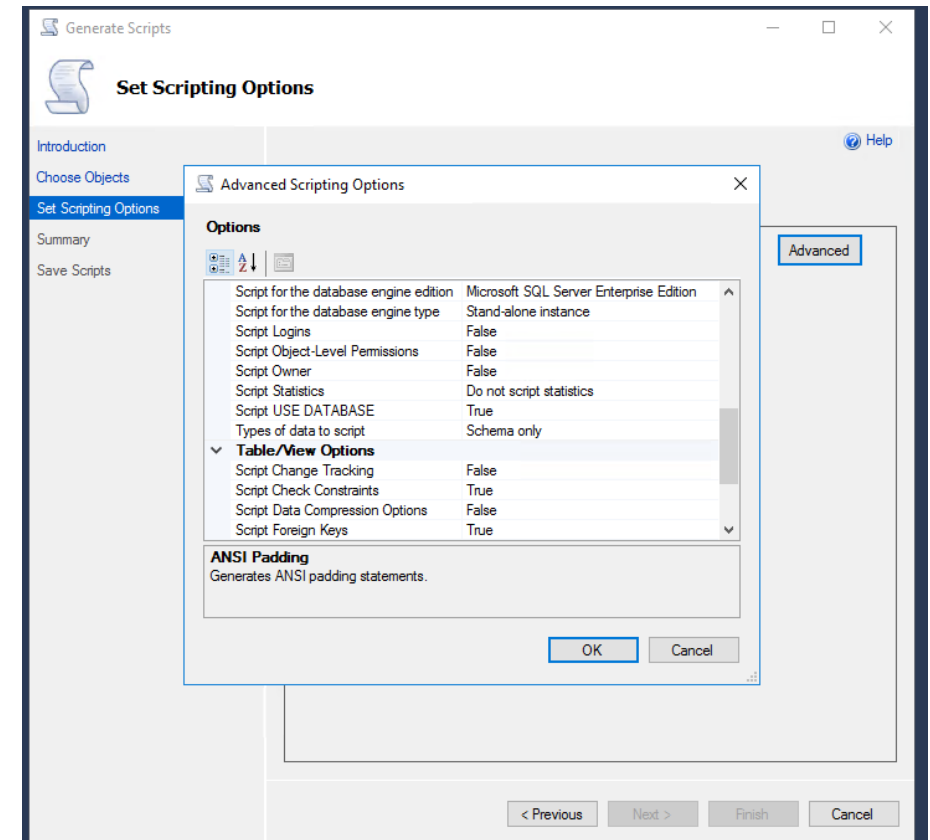 Generate Scripts
Set Scripting Options
Help
Introduction
Choose Objects
Set Scripting Options
Summary
Save Scripts
Advanced
Advanced Scripting Options
Options
Script for the database engine edition Microsoft SQL Server Enterprise Edition
Script for the database engine type Stand-alone instance
Script Logins False
Script Object-Level Permissions False
Script Owner False
Script Statistics Do not script statistics
Script USE DATABASE True
Types of data to script Schema only
Table/View Options
Script Change Tracking False
Script Check Constraints True
Script Data Compression Options False
Script Foreign Keys True
ANSI Padding
Generates ANSI padding statements.
OK Cancel
< Previous Next > Finish Cancel